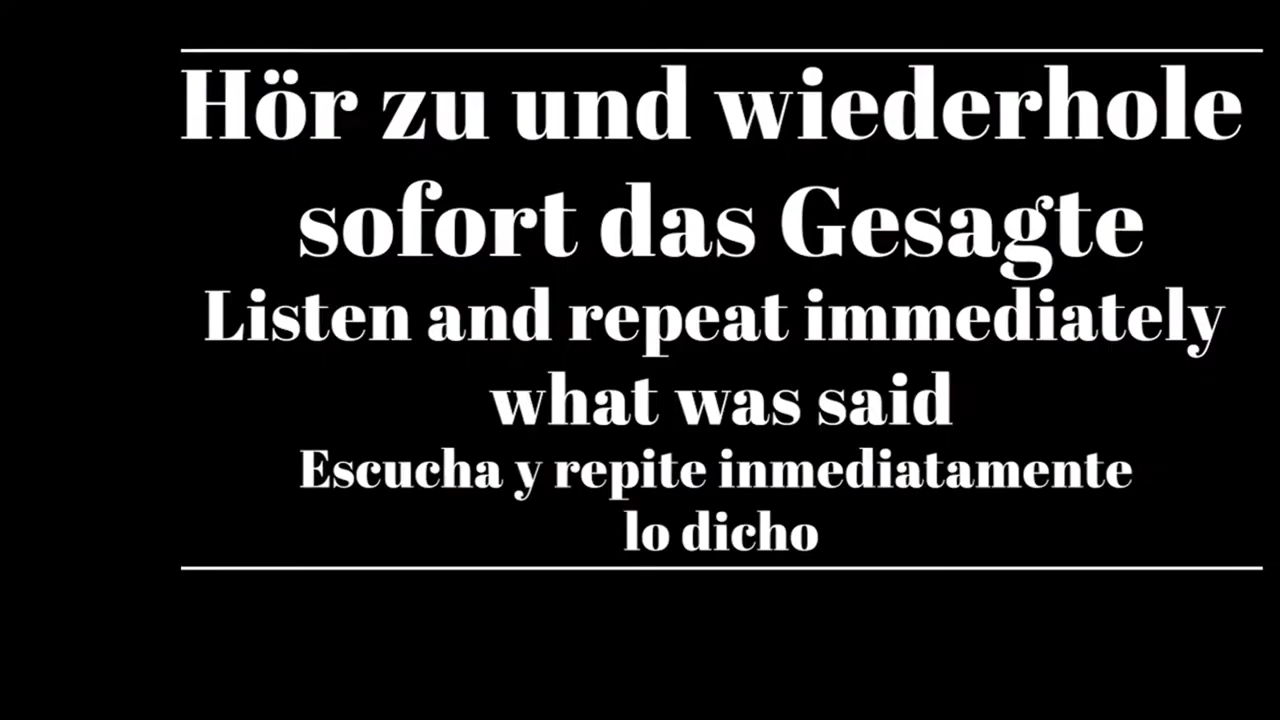 Hör zu und wiederhole
sofort das Gesagte
Listen and repeat immediately
what was said
Escucha y repite inmediatamente
lo dicho